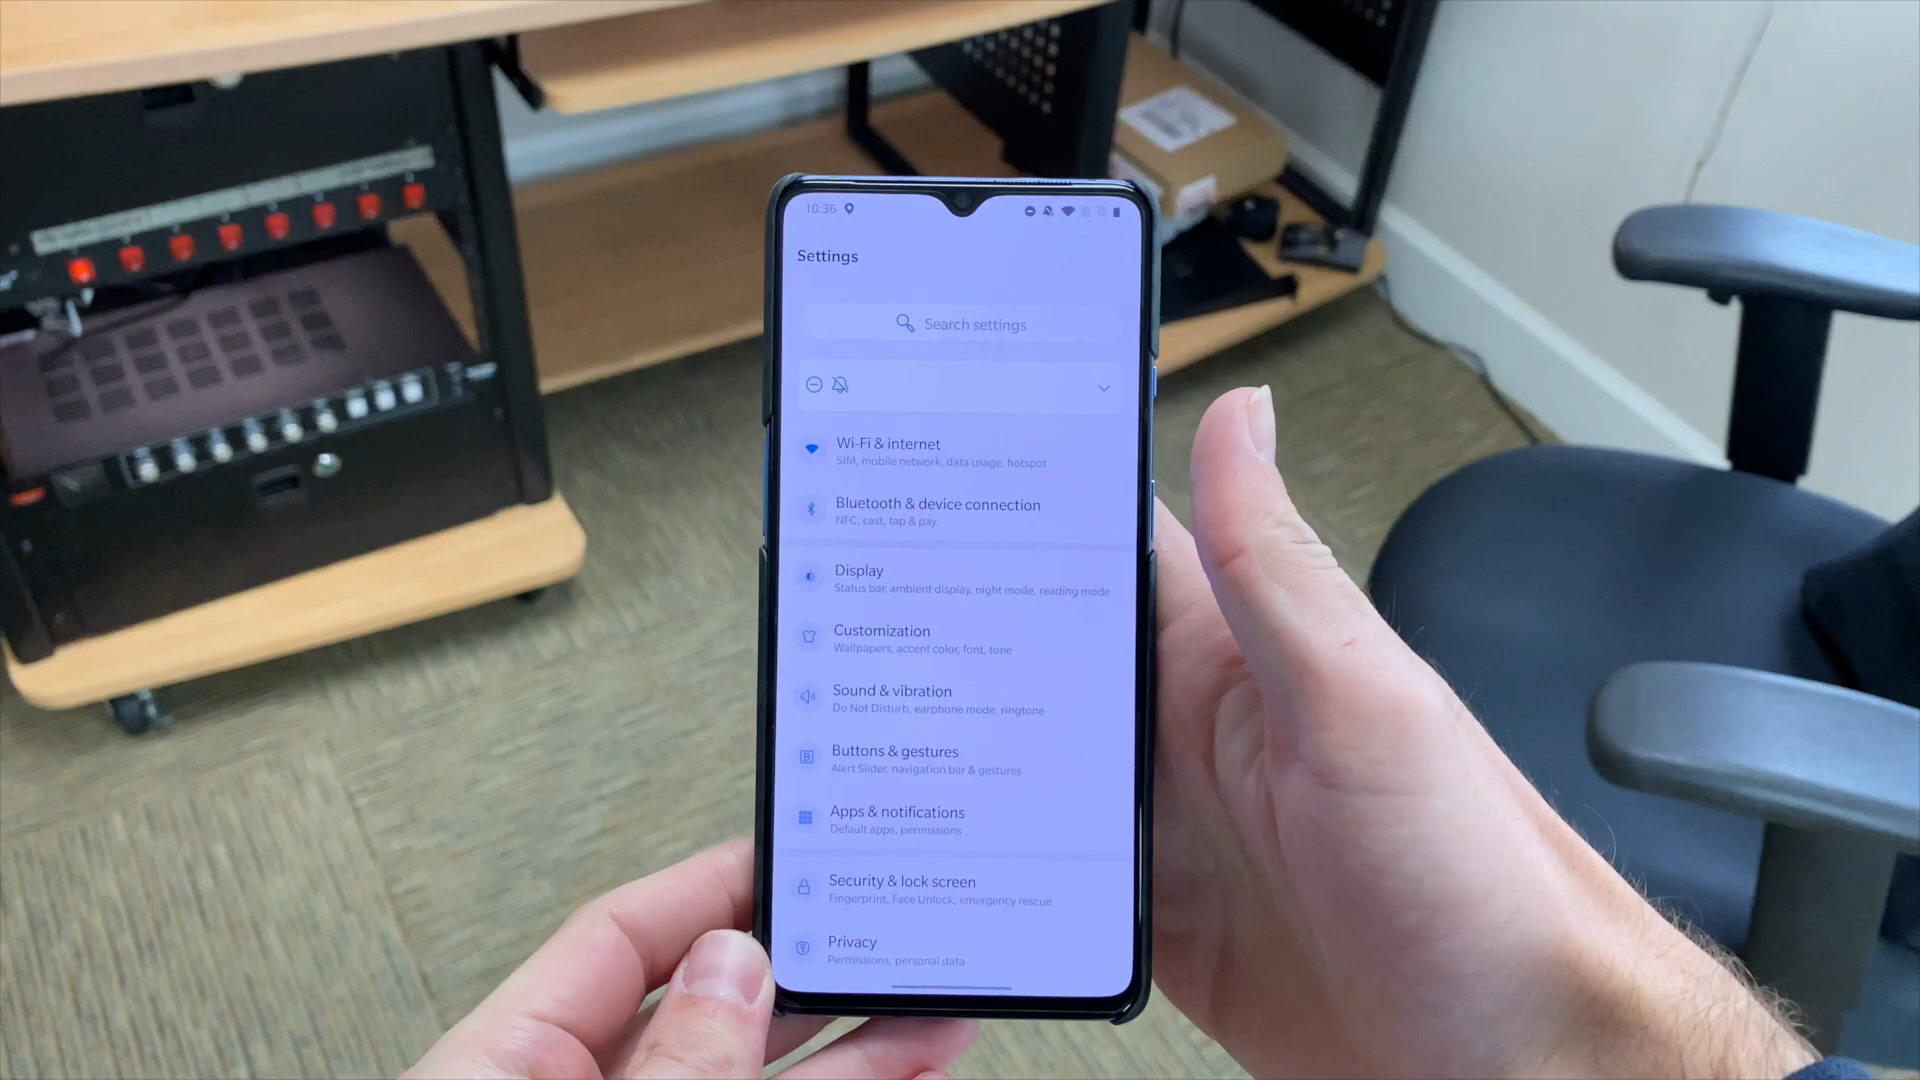 10:36
Settings
Search settings
Wi-Fi & internet
SIM, mobile network, data usage, hotspot
Bluetooth & device connection
NFC, cast, tap & pay
Display
Status bar, ambient display, night mode, reading mode
Customization
Wallpapers, accent color, font, tone
Sound & vibration
Do Not Disturb, earphone mode, ringtone
Buttons & gestures
Alert Slider, navigation bar & gestures
Apps & notifications
Default apps, permissions
Security & lock screen
Fingerprint, Face Unlock, emergency rescue
Privacy
Permissions, personal data